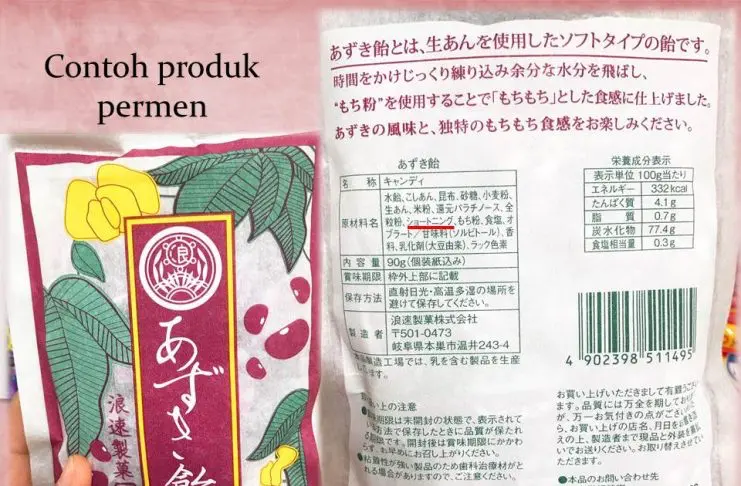 Contoh produk
permen
浪
あずき飴
浪速製菓
あずき飴とは、生あんを使用したソフトタイプの飴です。
時間をかけじっくり練り込み余分な水分を飛ばし、
“もち粉”を使用することで「もちもち」とした食感に仕上げました。
あずきの風味と、独特のもちもち食感をお楽しみください。
あずき飴
名 称 キャンディ
原材料名 水飴、こしあん、昆布、砂糖、小麦粉、
生あん、米粉、還元パラチノース、全
粒粉、ショートニング、もち粉、食塩、オ
ブラート／甘味料(ソルビトール)、香
料、乳化剤(大豆由来)、ラック色素
内 容 量 90g(個装紙込み)
賞味期限 枠外上部に記載
保存方法 直射日光・高温多湿の場所を
避けて保存してください。
製 造 者 浪速製菓株式会社
〒501-0473
岐阜県本巣市温井243-4
本品製造工場では、乳を含む製品を生産
栄養成分表示
表示単位 100g当たり
エネルギー 332kcal
たんぱく質 4.1g
脂 質 0.7g
炭水化物 77.4g
食塩相当量 0.3g
4 902398 511495
い上の注意
期限は未開封の状態で、表示されて
方法で保存したときに品質が保たれ
期限です。開封後は賞味期限にかかわ
らず、お早めにお召し上がりください。
●粘着性が強い製品のため歯科治療材がと
れる場合がありますので、ご注意ください。
お買い上げいただきまして有難うござ
ます。品質には万全を期しており
が、万一お気付きの点がござい
ら、お買い上げの店名、月日をお書き
えの上、製造者まで現品と外装を
いでお送りください。お取り替えさせてい
ただきます。
●本品のお問い合わせ先